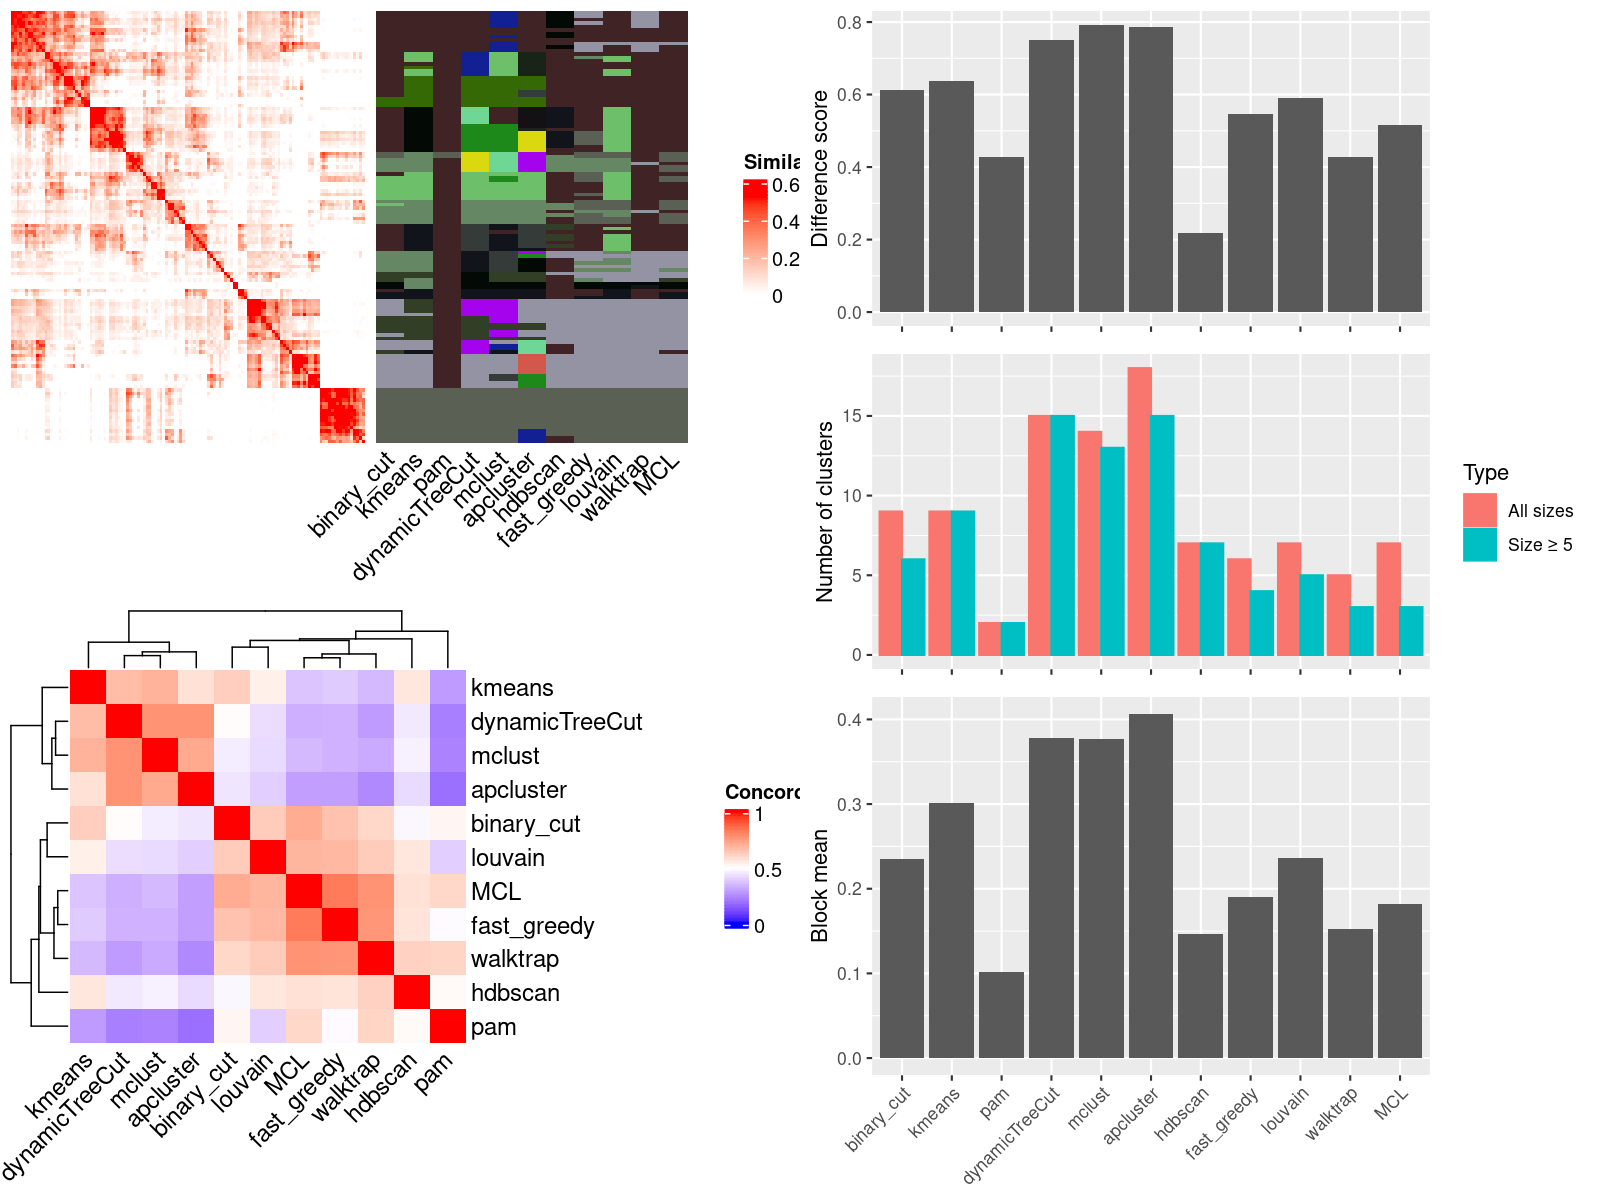 Simila
0.6
0.4
0.2
0
binary_cut
kmeans
pam
dynamicTreeCut
mclust
apcluster
hdbscan
fast_greedy
louvain
walktrap
MCL
kmeans
dynamicTreeCut
mclust
apcluster
binary_cut
louvain
MCL
fast_greedy
walktrap
hdbscan
pam
Concord
1
0.5
0
kmeans
dynamicTreeCut
mclust
apcluster
binary_cut
louvain
MCL
fast_greedy
walktrap
hdbscan
pam
Difference score
0.8
0.6
0.4
0.2
0.0
Number of clusters
15
10
5
0
Type
All sizes
Size ≥ 5
Block mean
0.4
0.3
0.2
0.1
0.0
binary_cut
kmeans
pam
dynamicTreeCut
mclust
apcluster
hdbscan
fast_greedy
louvain
walktrap
MCL